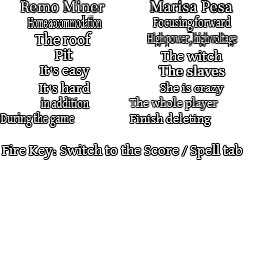 Remo Miner
Home accommodation
The roof
Pit
It's easy
It's hard
in addition
During the game
Marisa Pesa
Focusing forward
High power, high voltage
The witch
The slaves
She is crazy
The whole player
Finish deleting
Fire Key: Switch to the Score / Spell tab